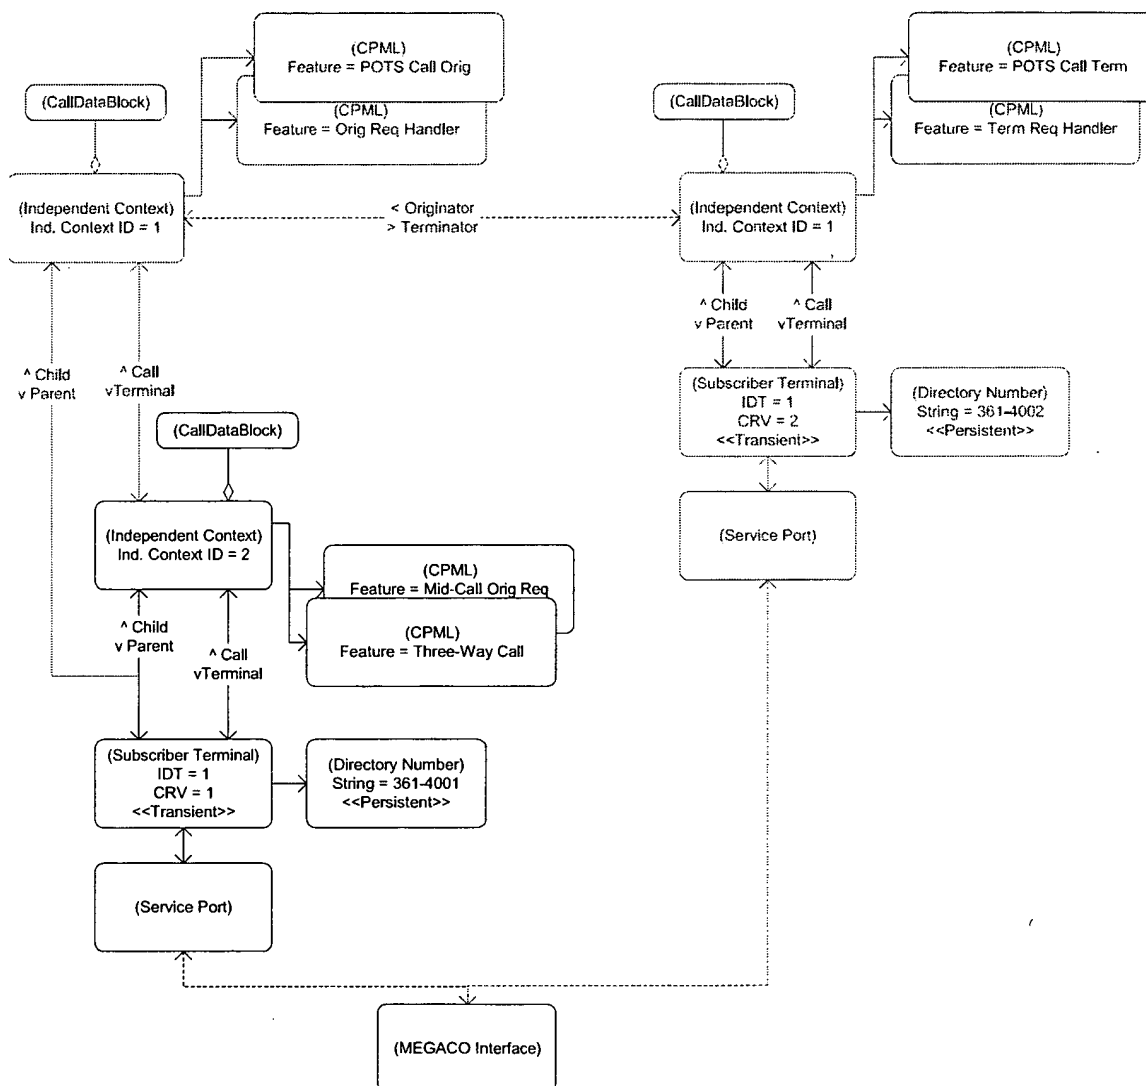 (CPML)
Feature = POTS Call Orig
(CPML)
Feature = Orig Req Handler
(CallDataBlock)
(CPML)
Feature = POTS Call Term
(CPML)
Feature = Term Req Handler
(CallDataBlock)
(Independent Context)
Ind. Context ID = 1
< Originator
> Terminator
(Independent Context)
Ind. Context ID = 1
^ Child
v Parent
^ Call
vTerminal
^ Child
v Parent
^ Call
vTerminal
(Subscriber Terminal)
IDT = 1
CRV = 2
<<Transient>>
(Directory Number)
String = 361-4002
<<Persistent>>
(CallDataBlock)
(Service Port)
(Independent Context)
Ind. Context ID = 2
(CPML)
Feature = Mid-Call Orig Req
(CPML)
Feature = Three-Way Call
^ Child
v Parent
^ Call
vTerminal
(Subscriber Terminal)
IDT = 1
CRV = 1
<<Transient>>
(Directory Number)
String = 361-4001
<<Persistent>>
(Service Port)
(MEGACO Interface)